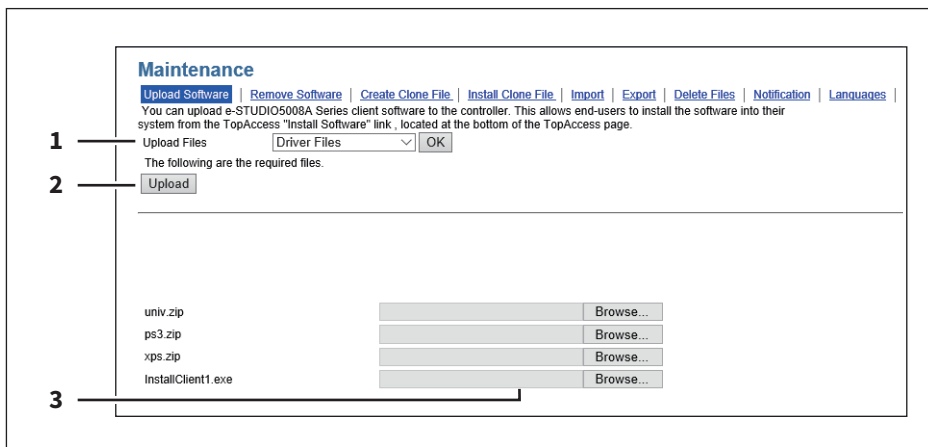 Maintenance
Upload Software | Remove Software | Create Clone File | Install Clone File | Import | Export | Delete Files | Notification | Languages |
You can upload e-STUDIO5008A Series client software to the controller. This allows end-users to install the software into their
system from the TopAccess "Install Software" link , located at the bottom of the TopAccess page.
1 Upload Files Driver Files OK
The following are the required files.
2 Upload
univ.zip Browse...
ps3.zip Browse...
xps.zip Browse...
InstallClient1.exe Browse...
3